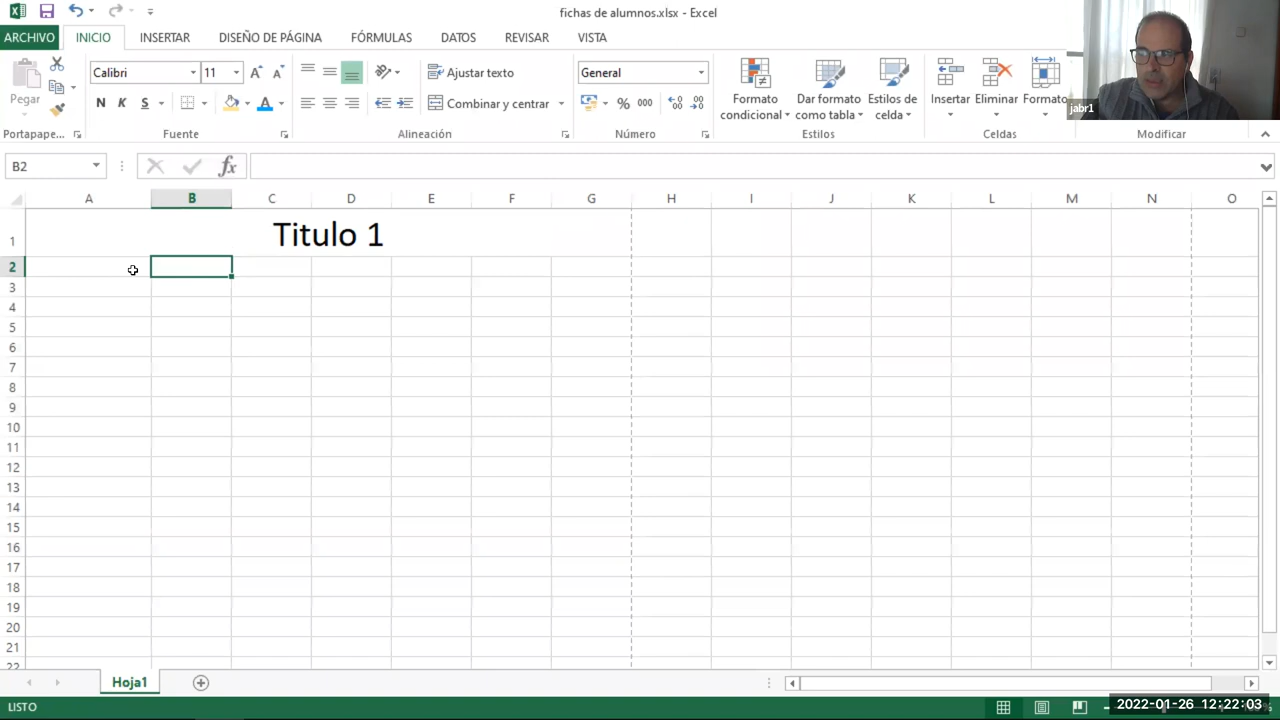 fichas de alumnos.xlsx - Excel
ARCHIVO INICIO INSERTAR DISEÑO DE PÁGINA FÓRMULAS DATOS REVISAR VISTA
Pegar
Calibri 11
N K S
Ajustar texto
Combinar y centrar
General
% 000
Formato condicional
Dar formato como tabla
Estilos de celda
Insertar Eliminar Formato
jabr1
Portapape... Fuente Alineación Número Estilos Celdas Modificar
B2 fx
A B C D E F G H I J K L M N O
1 Titulo 1
2
3
4
5
6
7
8
9
10
11
12
13
14
15
16
17
18
19
20
21
22
Hoja1
LISTO
2022-01-26 12:22:03